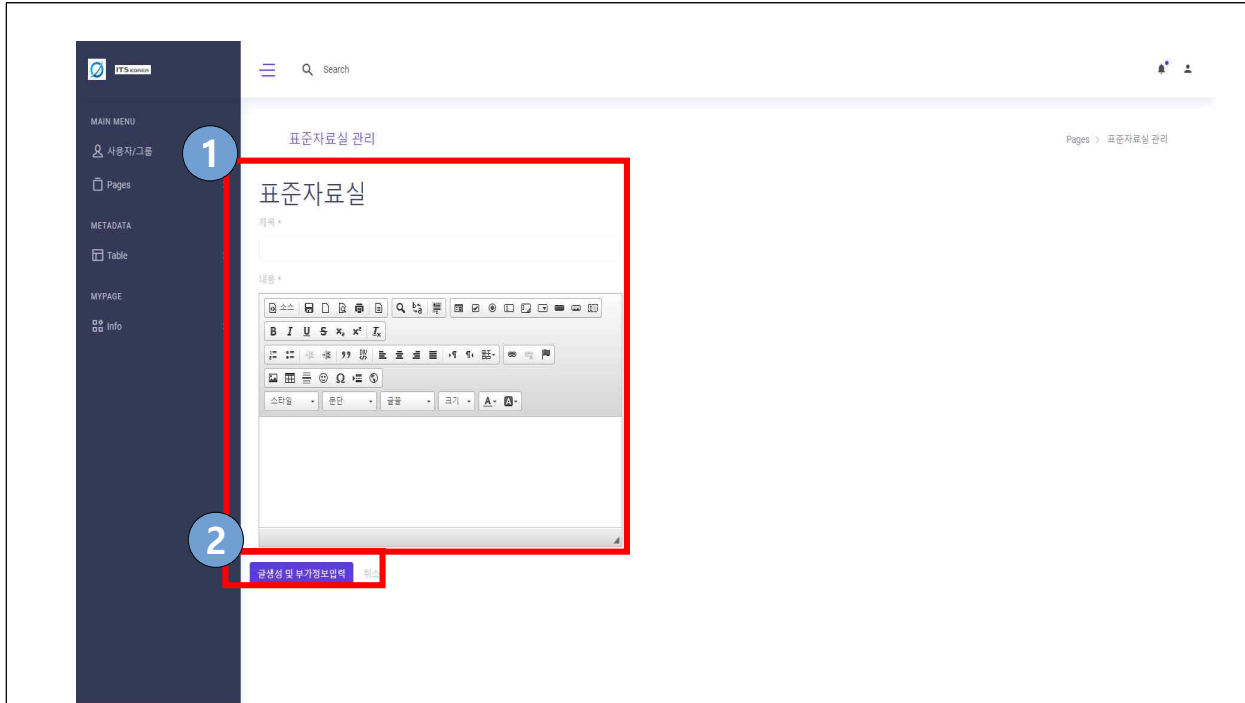 ITS KOREA
Search
MAIN MENU
사용자/그룹
Pages
METADATA
Table
MYPAGE
Info
표준자료실 관리
Pages > 표준자료실 관리
1
표준자료실
제목 *
내용 *
소스
스타일
문단
글꼴
크기
2
글생성 및 부가정보입력
취소